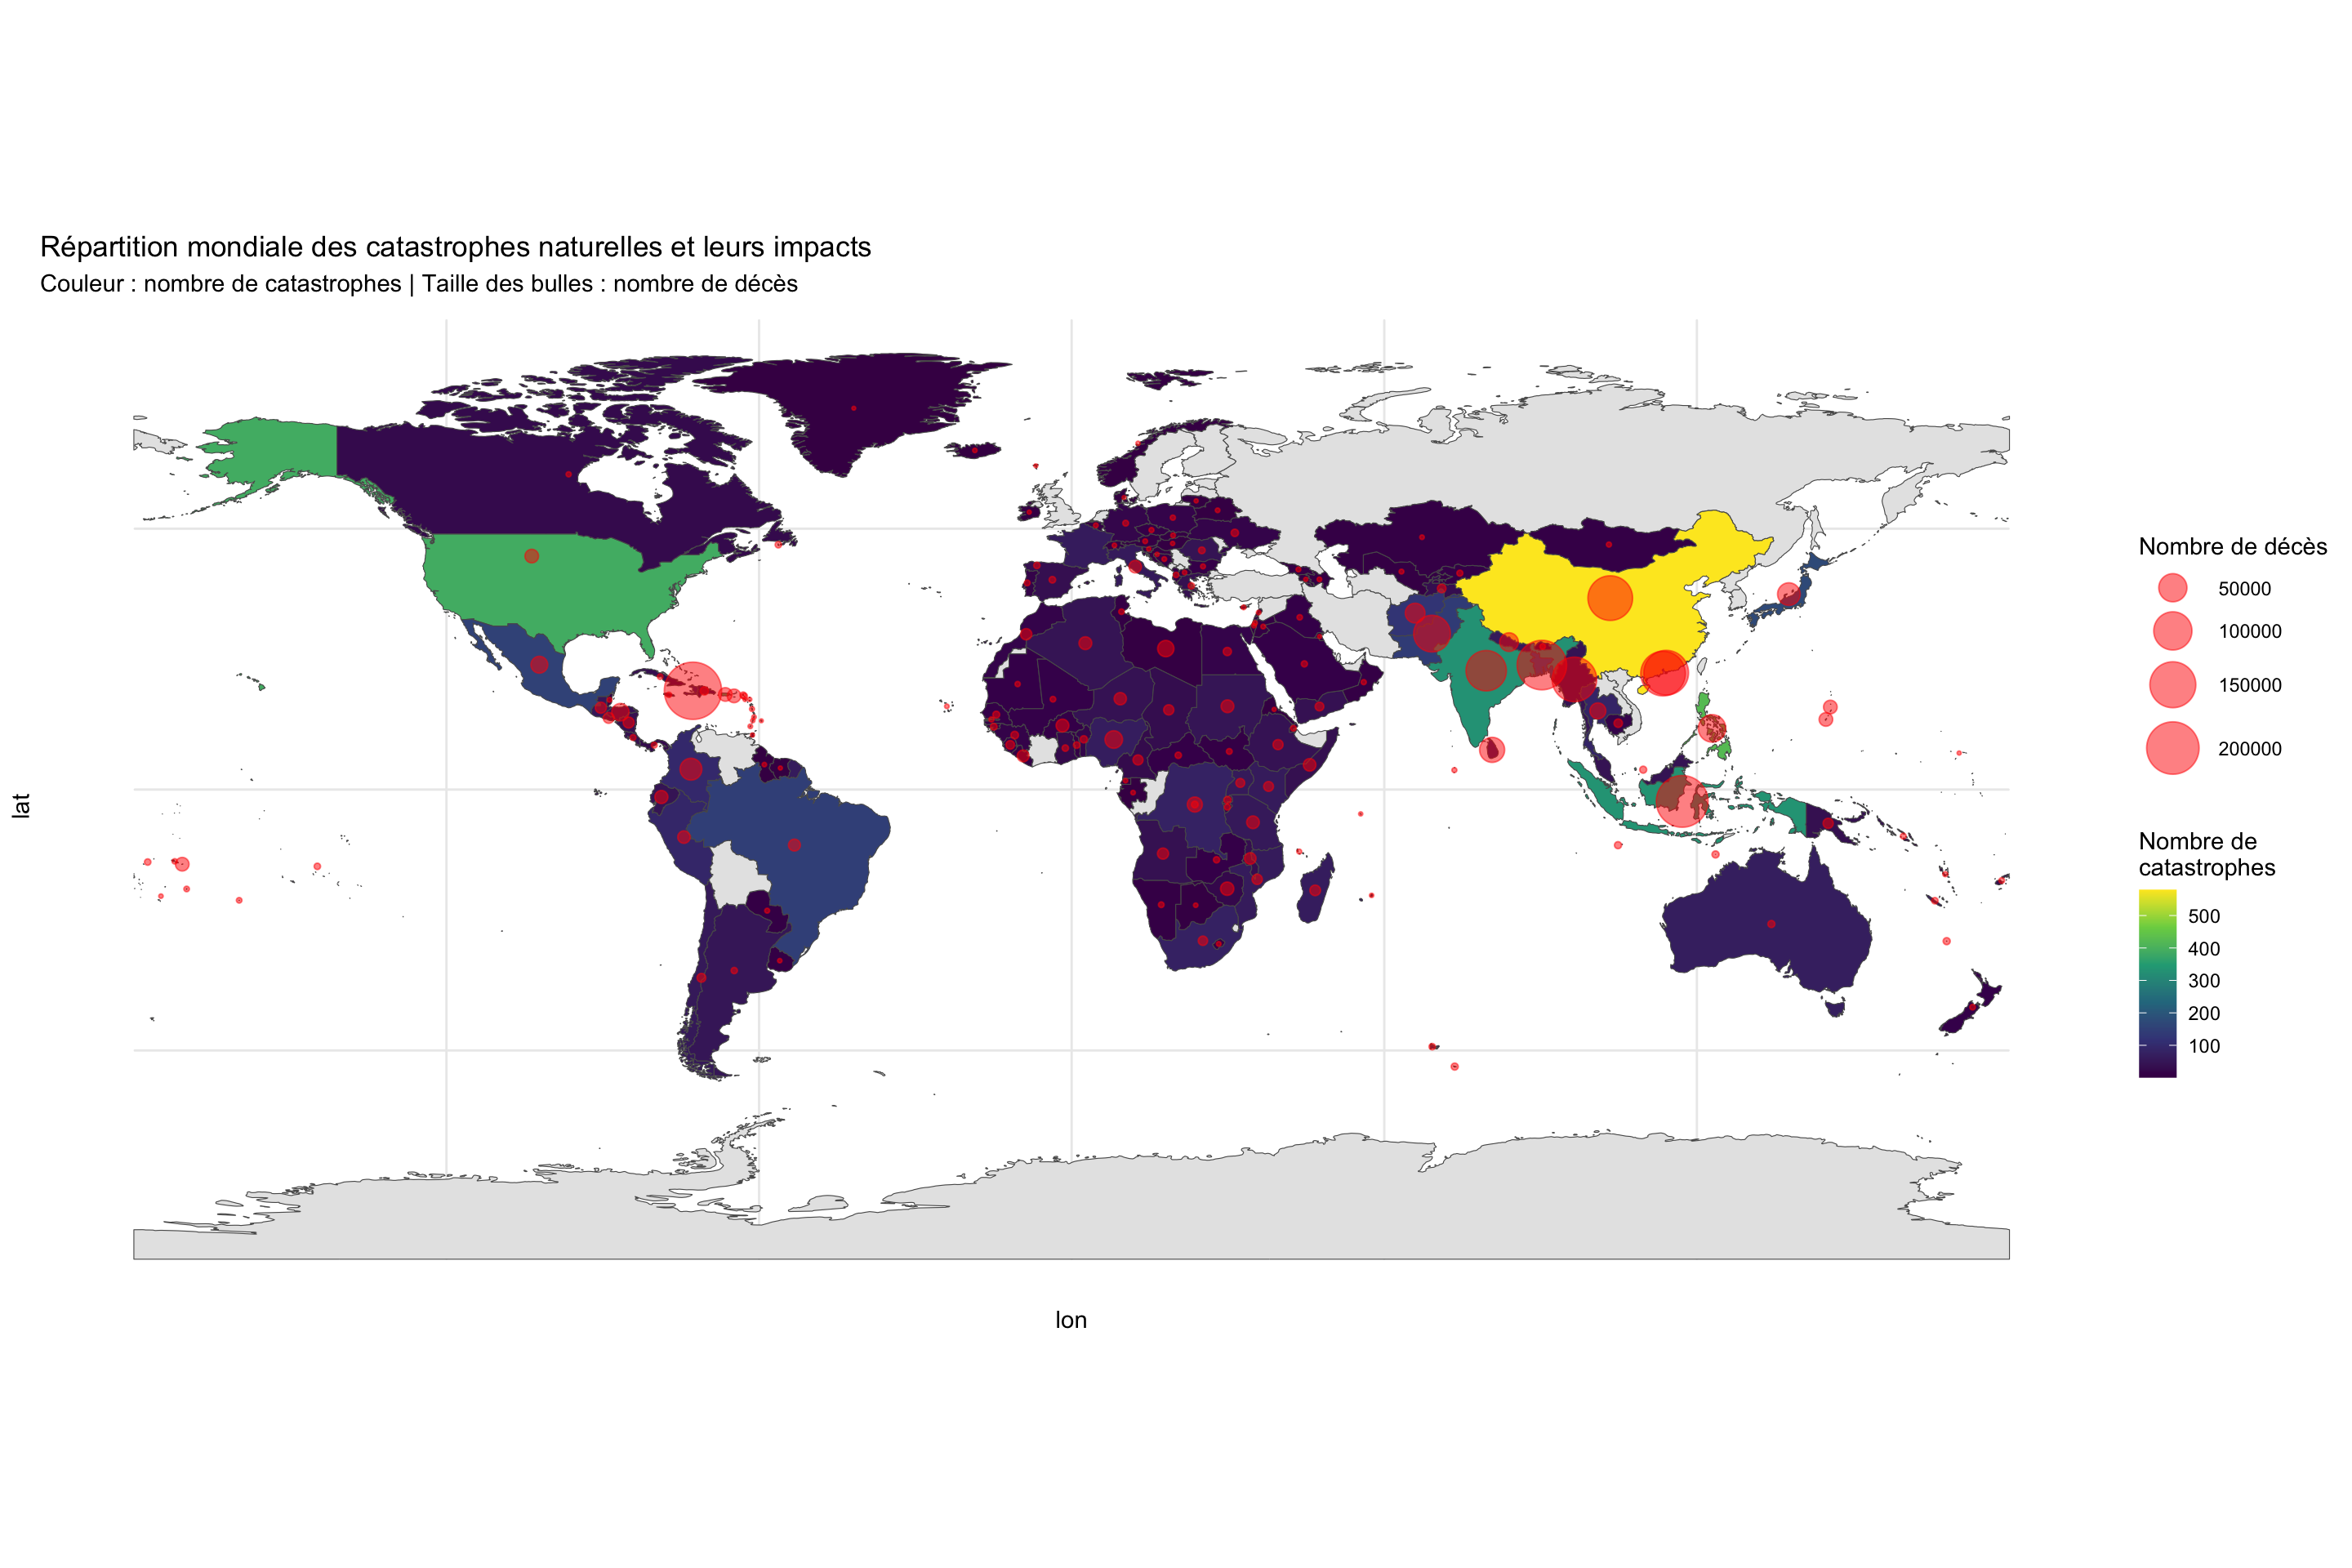 Répartition mondiale des catastrophes naturelles et leurs impacts
Couleur : nombre de catastrophes | Taille des bulles : nombre de décès
lat
lon
Nombre de décès
50000
100000
150000
200000
Nombre de
catastrophes
500
400
300
200
100